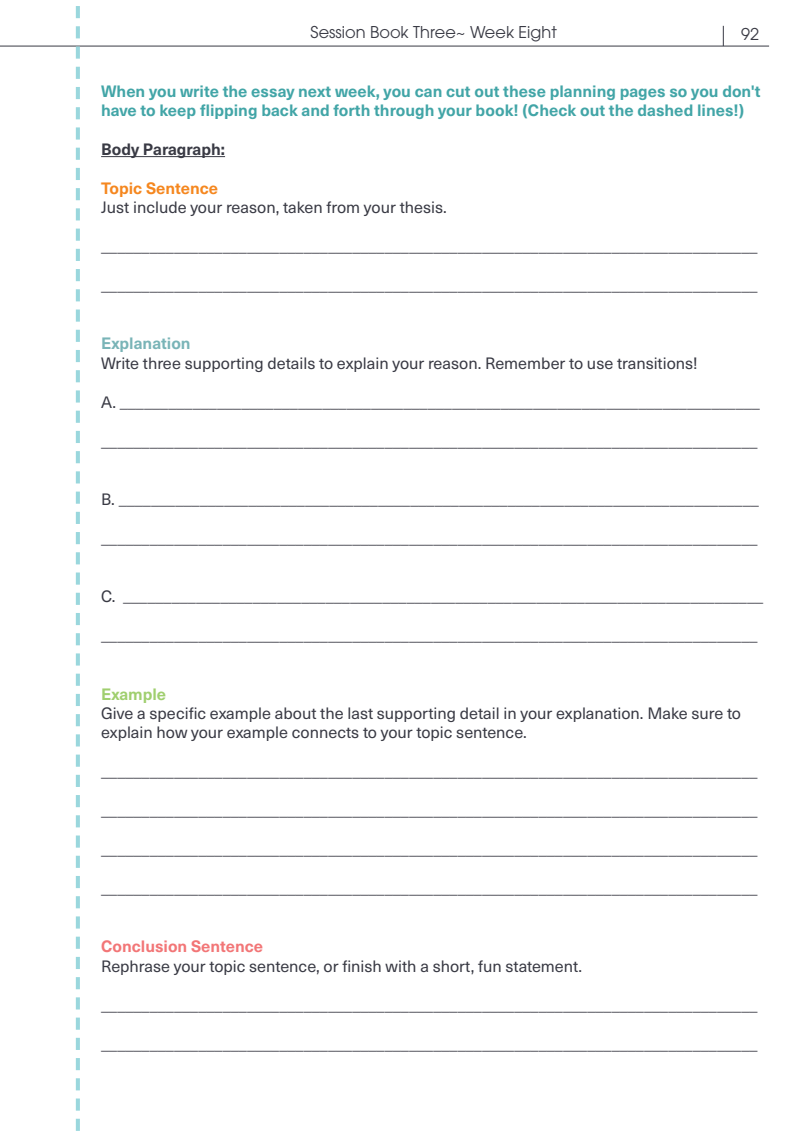 Session Book Three~ Week Eight
92
When you write the essay next week, you can cut out these planning pages so you don't
have to keep flipping back and forth through your book! (Check out the dashed lines!)
Body Paragraph:
Topic Sentence
Just include your reason, taken from your thesis.
Explanation
Write three supporting details to explain your reason. Remember to use transitions!
A.
B.
C.
Example
Give a specific example about the last supporting detail in your explanation. Make sure to
explain how your example connects to your topic sentence.
Conclusion Sentence
Rephrase your topic sentence, or finish with a short, fun statement.